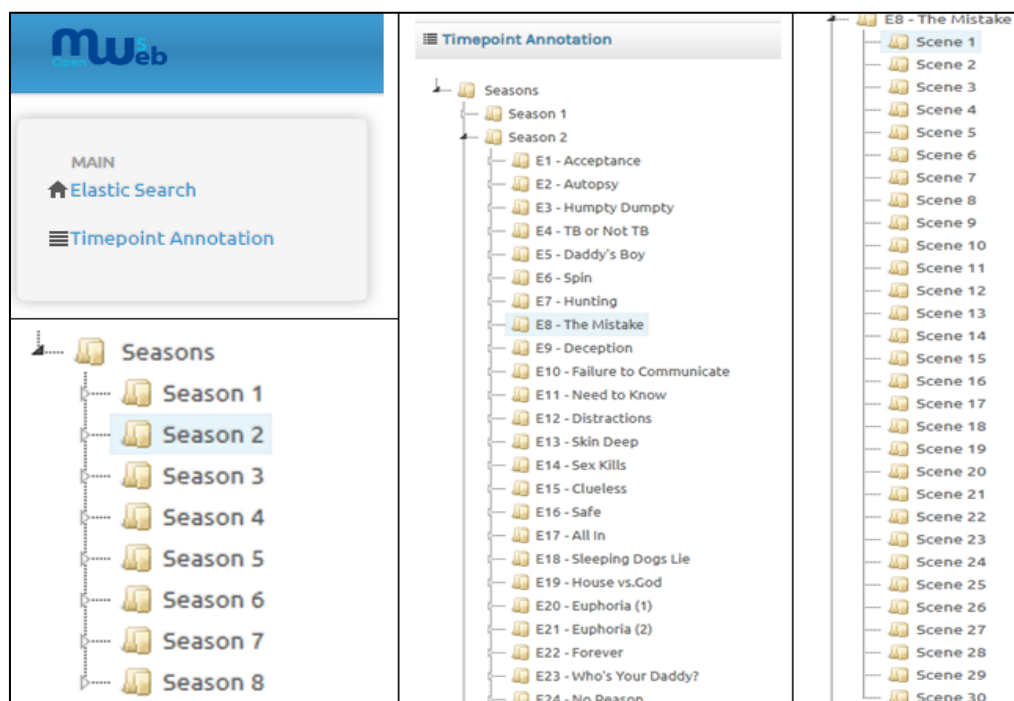 Open mWs eb
MAIN
Elastic Search
Timepoint Annotation
Seasons
Season 1
Season 2
Season 3
Season 4
Season 5
Season 6
Season 7
Season 8
Timepoint Annotation
Seasons
Season 1
Season 2
E1 - Acceptance
E2 - Autopsy
E3 - Humpty Dumpty
E4 - TB or Not TB
E5 - Daddy's Boy
E6 - Spin
E7 - Hunting
E8 - The Mistake
E9 - Deception
E10 - Failure to Communicate
E11 - Need to Know
E12 - Distractions
E13 - Skin Deep
E14 - Sex Kills
E15 - Clueless
E16 - Safe
E17 - All In
E18 - Sleeping Dogs Lie
E19 - House vs.God
E20 - Euphoria (1)
E21 - Euphoria (2)
E22 - Forever
E23 - Who's Your Daddy?
E24 - No Reason
E8 - The Mistake
Scene 1
Scene 2
Scene 3
Scene 4
Scene 5
Scene 6
Scene 7
Scene 8
Scene 9
Scene 10
Scene 11
Scene 12
Scene 13
Scene 14
Scene 15
Scene 16
Scene 17
Scene 18
Scene 19
Scene 20
Scene 21
Scene 22
Scene 23
Scene 24
Scene 25
Scene 26
Scene 27
Scene 28
Scene 29
Scene 30